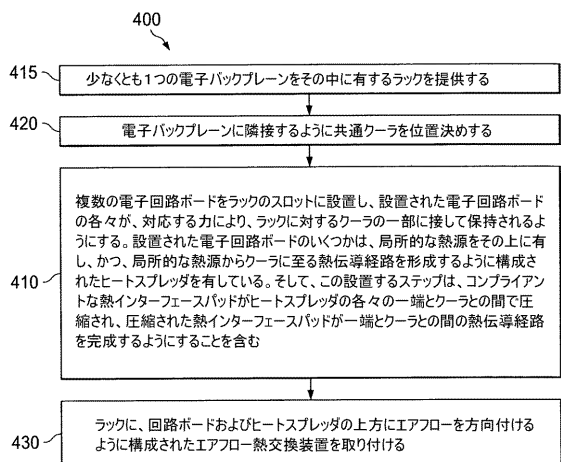 400
415
少なくとも1つの電子バックプレーンをその中に有するラックを提供する
420
電子バックプレーンに隣接するように共通クーラを位置決めする
410
複数の電子回路ボードをラックのスロットに設置し、設置された電子回路ボード
の各々が、対応する力により、ラックに対するクーラの一部に接して保持されるよ
うにする。設置された電子回路ボードのいくつかは、局所的な熱源をその上に有
し、かつ、局所的な熱源からクーラに至る熱伝導経路を形成するように構成さ
れたヒートスプレッダを有している。そして、この設置するステップは、コンプライアン
トな熱インターフェースパッドがヒートスプレッダの各々の一端とクーラとの間で圧
縮され、圧縮された熱インターフェースパッドが一端とクーラとの間の熱伝導経路
を完成するようにすることを含む
430
ラックに、回路ボードおよびヒートスプレッダの上方にエアフローを方向付ける
ように構成されたエアフロー熱交換装置を取り付ける